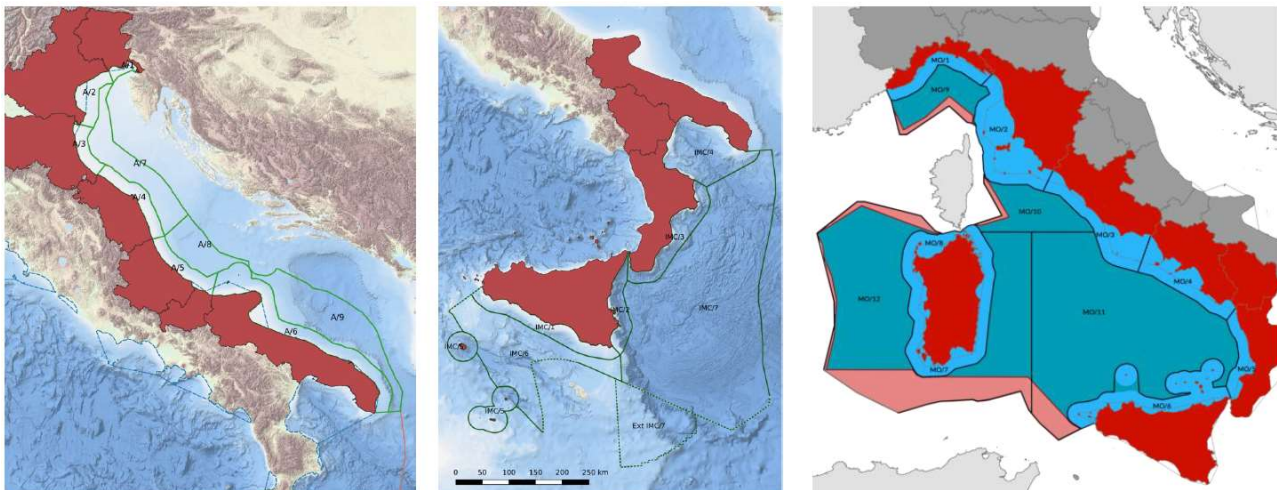 A/2
A/3
A/7
A/4
A/8
A/5
A/9
A/6
IMC/4
IMC/3
IMC/2
IMC/7
IMC/1
IMC/5
IMC/6
IMC/5
Ext IMC/7
0 50 100 150 200 250 km
MO/1
MO/9
MO/2
MO/10
MO/3
MO/8
MO/4
MO/12
MO/11
MO/7
MO/5
MO/6